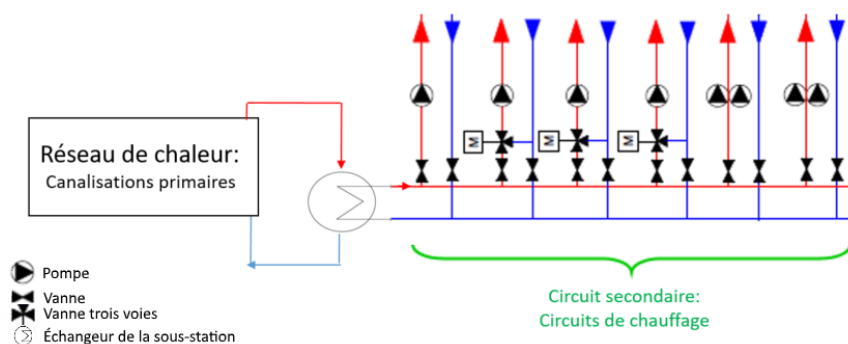 M
M
M
Réseau de chaleur:
Canalisations primaires
Pompe
Vanne
Vanne trois voies
Échangeur de la sous-station
Circuit secondaire:
Circuits de chauffage